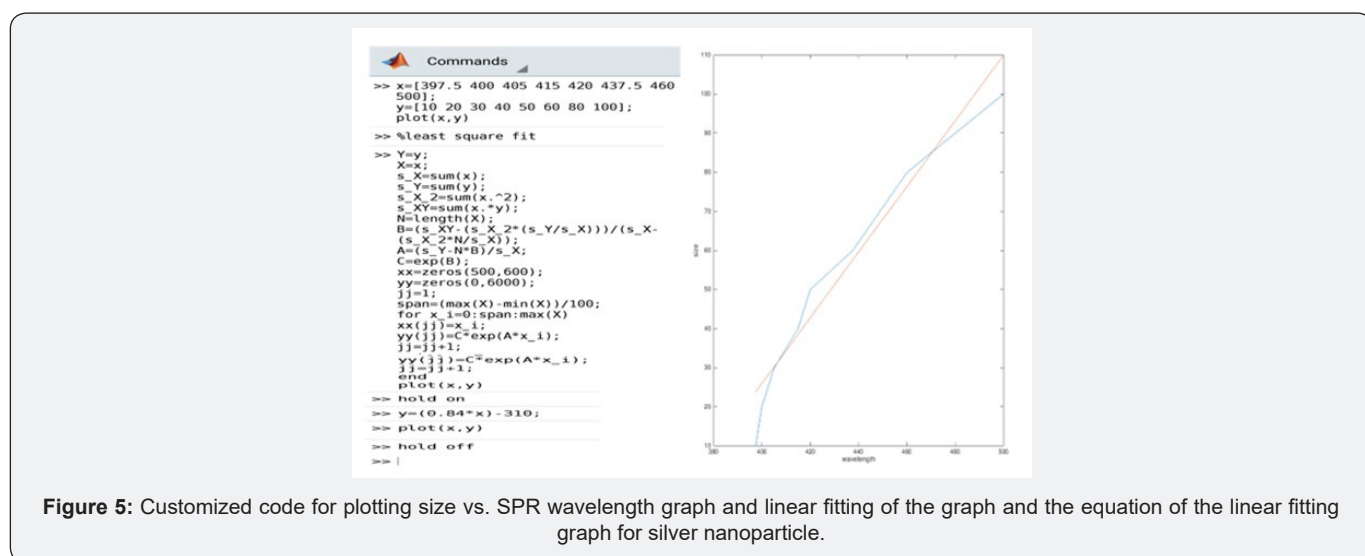 Commands
>> x=[397.5 400 405 415 420 437.5 460
500];
y=[10 20 30 40 50 60 80 100];
plot(x,y)
>> %least square fit
>> Y=y;
X=x;
s_X=sum(x);
s_Y=sum(y);
s_X_2=sum(x.^2);
s_XY=sum(x.*y);
N=length(X);
B=(s_XY-(s_X_2*(s_Y/s_X)))/(s_X-
(s_X_2*N/s_X));
A=(s_Y-N*B)/s_X;
C=exp(B);
xx=zeros(500,600);
yy=zeros(0,6000);
jj=1;
span=(max(X)-min(X))/100;
for x_i=0:span:max(X)
xx(jj)=x_i;
yy(jj)=C*exp(A*x_i);
jj=jj+1;
yy(jj)=C*exp(A*x_i);
jj=jj+1;
end
plot(x,y)
>> hold on
>> y=(0.84*x)-310;
>> plot(x,y)
>> hold off
>>
110
100
90
80
70
60
50
40
30
20
10
size
380 400 420 440 460 480 500
wavelength
Figure 5: Customized code for plotting size vs. SPR wavelength graph and linear fitting of the graph and the equation of the linear fitting
graph for silver nanoparticle.